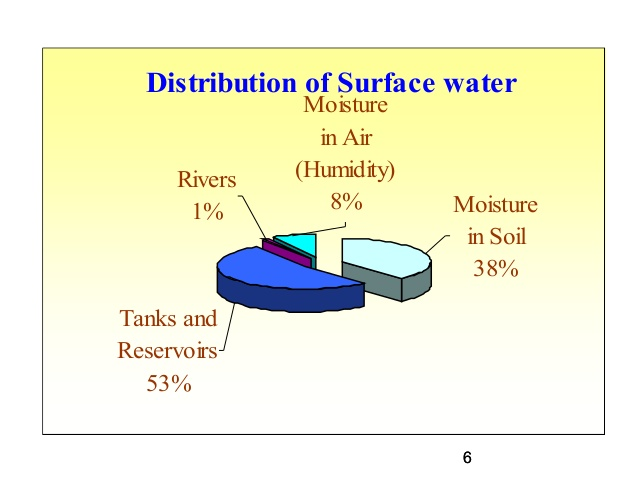 Distribution of Surface water
Moisture
in Air
(Humidity)
8%
Rivers
1%
Moisture
in Soil
38%
Tanks and
Reservoirs
53%
6